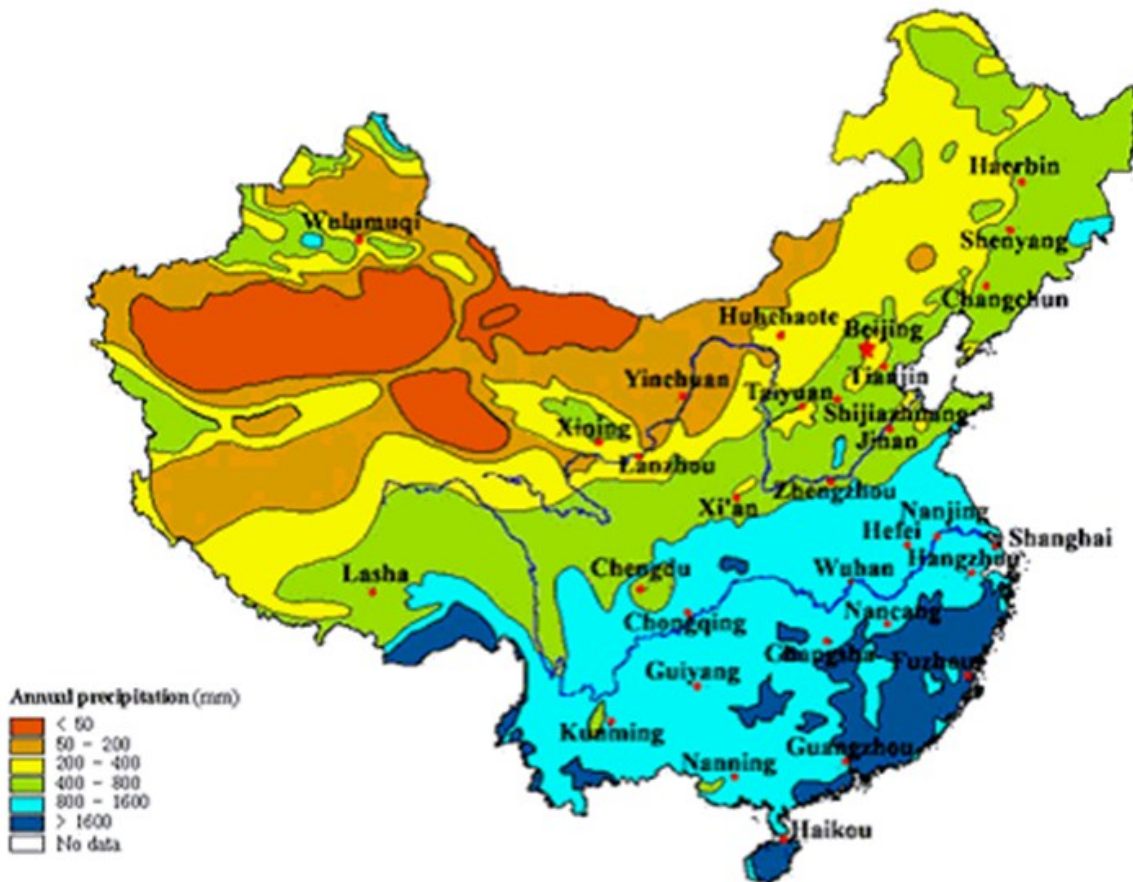 Haerbin
Wulumuqi
Shenyang
Changchun
Huhehaote
Beijing
Yinchuan
Tianjin
Taiyuan
Shijiazhuang
Xining
Jinan
Lanzhou
Zhengzhou
Xi'an
Nanjing
Hefei
Shanghai
Hangzhou
Lasha
Chengdu
Wuhan
Chongqing
Nancang
Changsha
Fuzhou
Guiyang
Kunming
Guangzhou
Nanning
Haikou
Annual precipitation (mm)
< 50
50 - 200
200 - 400
400 - 800
800 - 1600
> 1600
No data